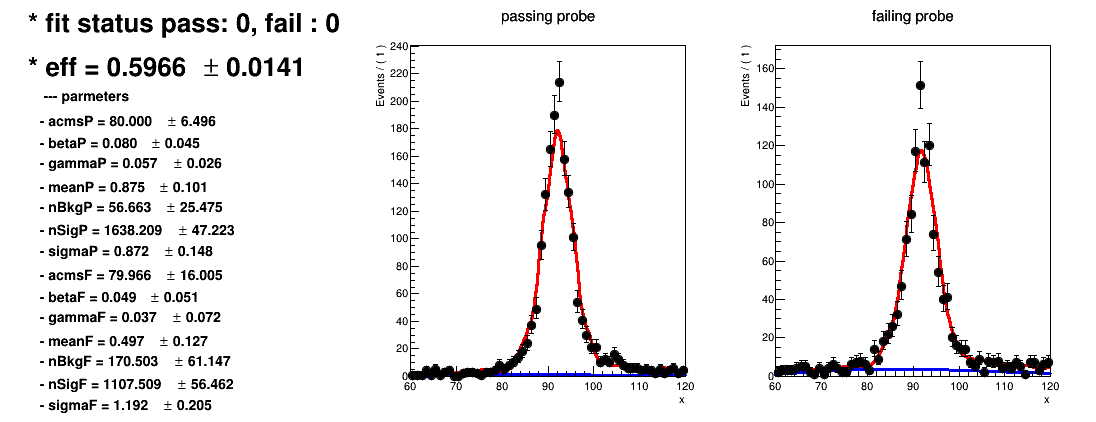 * fit status pass: 0, fail : 0
* eff = 0.5966 ± 0.0141
--- parmeters
- acmsP = 80.000 ± 6.496
- betaP = 0.080 ± 0.045
- gammaP = 0.057 ± 0.026
- meanP = 0.875 ± 0.101
- nBkgP = 56.663 ± 25.475
- nSigP = 1638.209 ± 47.223
- sigmaP = 0.872 ± 0.148
- acmsF = 79.966 ± 16.005
- betaF = 0.049 ± 0.051
- gammaF = 0.037 ± 0.072
- meanF = 0.497 ± 0.127
- nBkgF = 170.503 ± 61.147
- nSigF = 1107.509 ± 56.462
- sigmaF = 1.192 ± 0.205
passing probe
Events / ( 1 )
240
220
200
180
160
140
120
100
80
60
40
20
0
60 70 80 90 100 110 120
x
failing probe
Events / ( 1 )
160
140
120
100
80
60
40
20
0
60 70 80 90 100 110 120
x